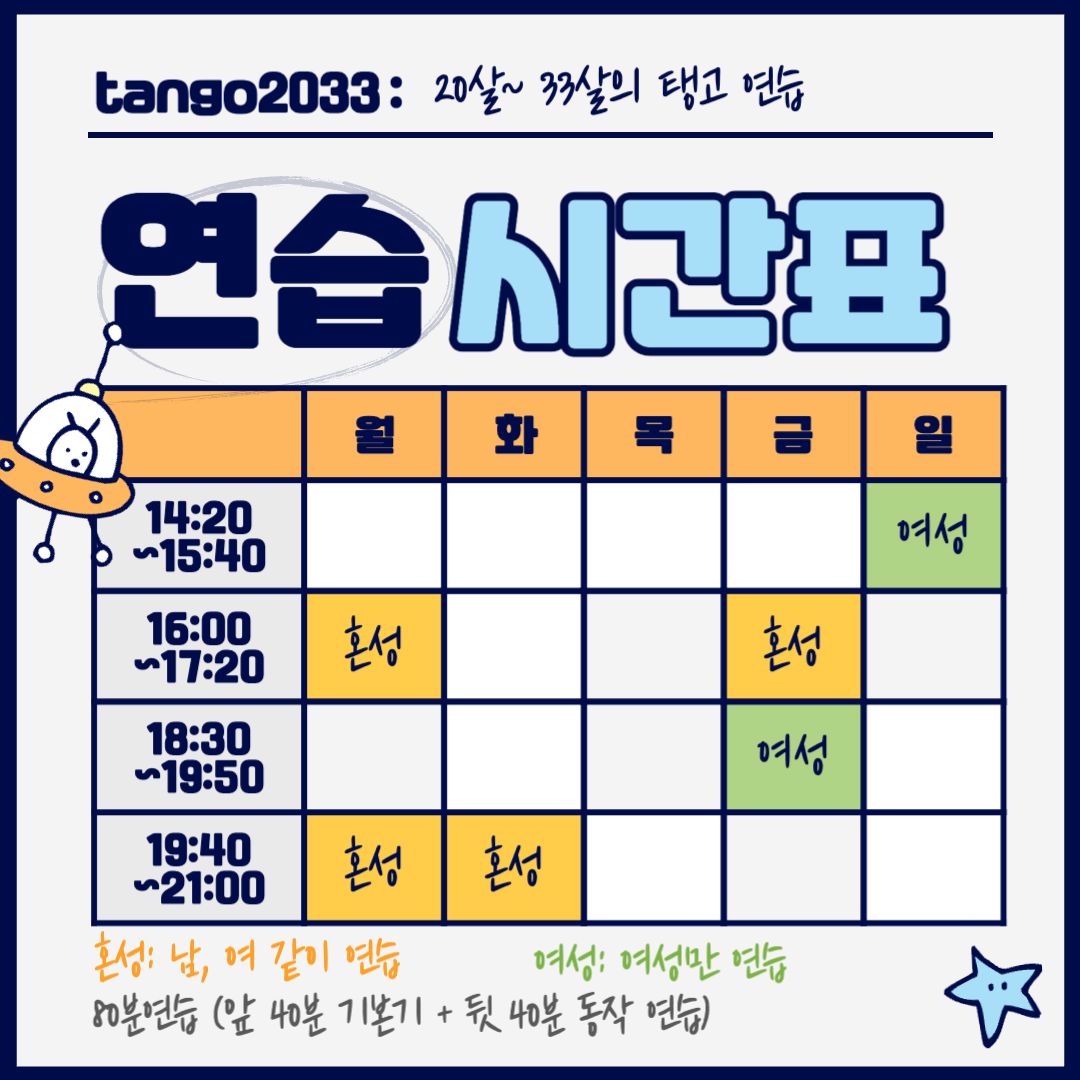 tango2033: 20살~ 33살의 탱고 연습
연습 시간표
월 화 목 금 일
14:20
~15:40
여성
16:00
~17:20
혼성 혼성
18:30
~19:50
여성
19:40
~21:00
혼성 혼성
혼성: 남, 여 같이 연습 여성: 여성만 연습
80분연습 (앞 40분 기본기 + 뒷 40분 동작 연습)